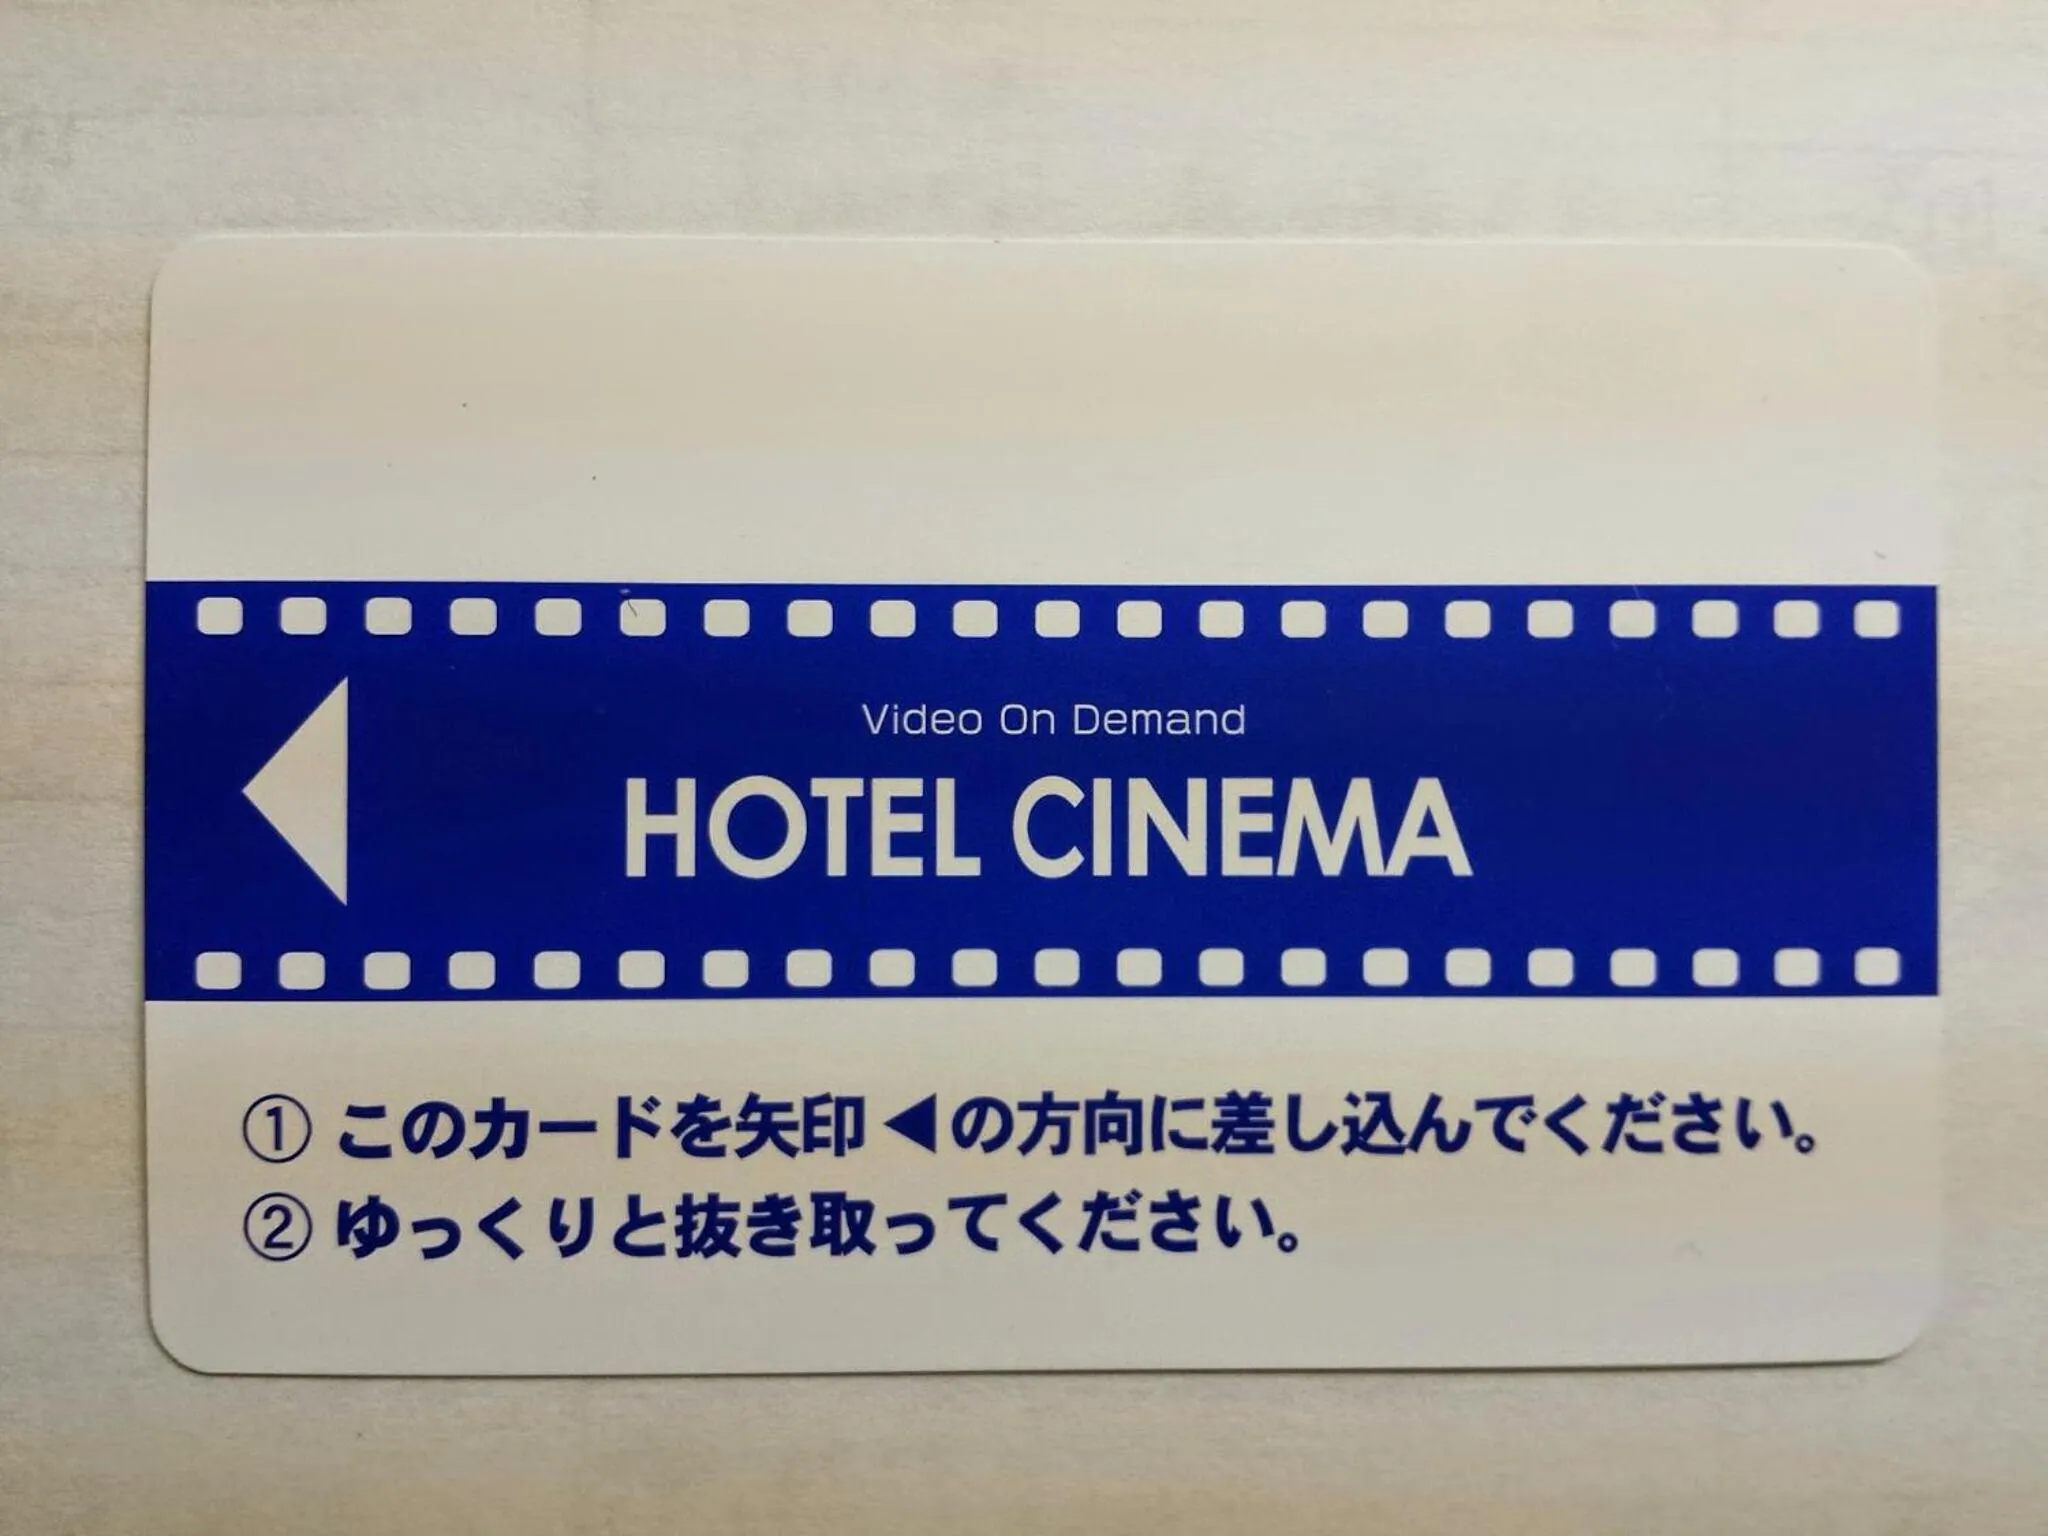 Video On Demand
HOTEL CINEMA
① このカードを矢印◀の方向に差し込んでください。
② ゆっくりと抜き取ってください。